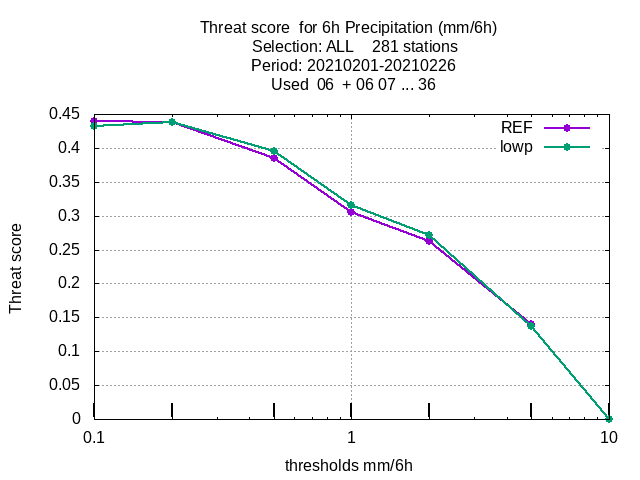 Threat score  for 6h Precipitation (mm/6h)
Selection: ALL    281 stations
Period: 20210201-20210226
Used  06  + 06 07 ... 36
REF
lowp
0.45
0.4
0.35
0.3
0.25
0.2
0.15
0.1
0.05
0
Threat score
0.1 1 10
thresholds mm/6h